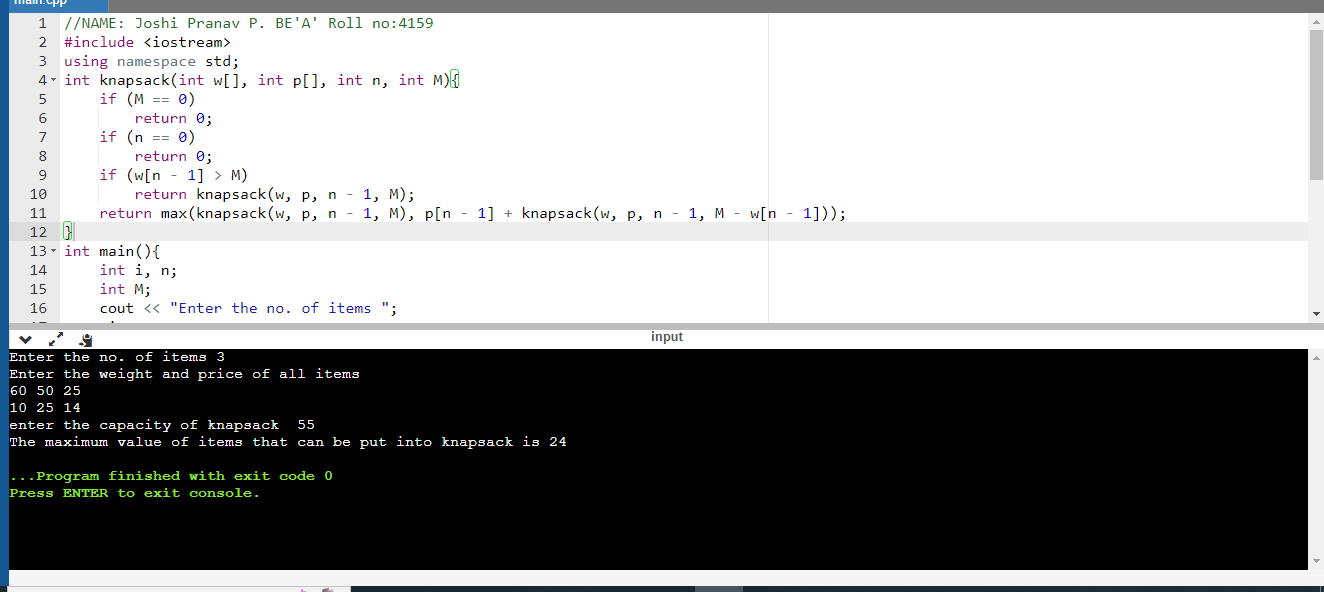 main.cpp
1 //NAME: Joshi Pranav P. BE'A' Roll no:4159
2 #include <iostream>
3 using namespace std;
4 int knapsack(int w[], int p[], int n, int M){
5 if (M == 0)
6 return 0;
7 if (n == 0)
8 return 0;
9 if (w[n - 1] > M)
10 return knapsack(w, p, n - 1, M);
11 return max(knapsack(w, p, n - 1, M), p[n - 1] + knapsack(w, p, n - 1, M - w[n - 1]));
12 }
13 int main(){
14 int i, n;
15 int M;
16 cout << "Enter the no. of items ";
input
Enter the no. of items 3
Enter the weight and price of all items
60 50 25
10 25 14
enter the capacity of knapsack  55
The maximum value of items that can be put into knapsack is 24
...Program finished with exit code 0
Press ENTER to exit console.